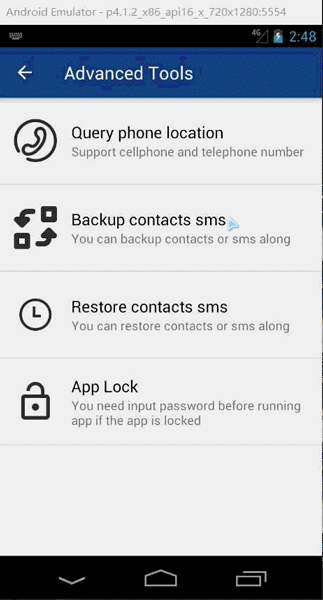 Android Emulator - p4.1.2_x86_api16_x_720x1280:5554
4G 2:48
Advanced Tools
Query phone location
Support cellphone and telephone number
Backup contacts sms
You can backup contacts or sms along
Restore contacts sms
You can restore contacts or sms along
App Lock
You need input password before running
app if the app is locked